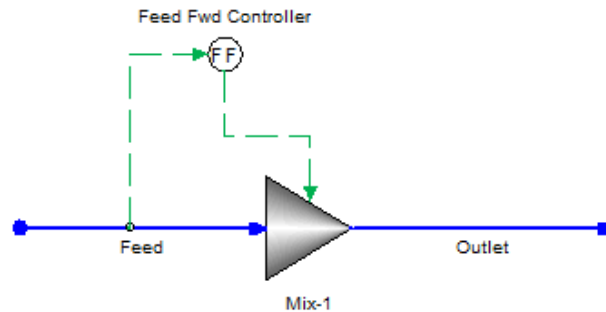 Feed Fwd Controller
FF
Feed
Outlet
Mix-1